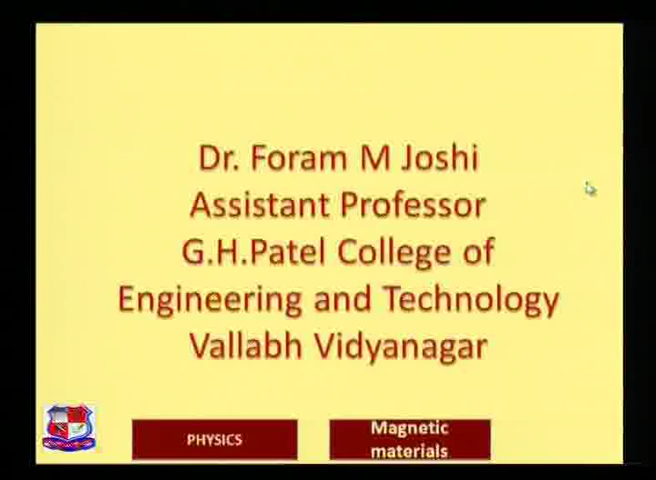 Dr. Foram M Joshi
Assistant Professor
G.H.Patel College of
Engineering and Technology
Vallabh Vidyanagar
PHYSICS
Magnetic
materials